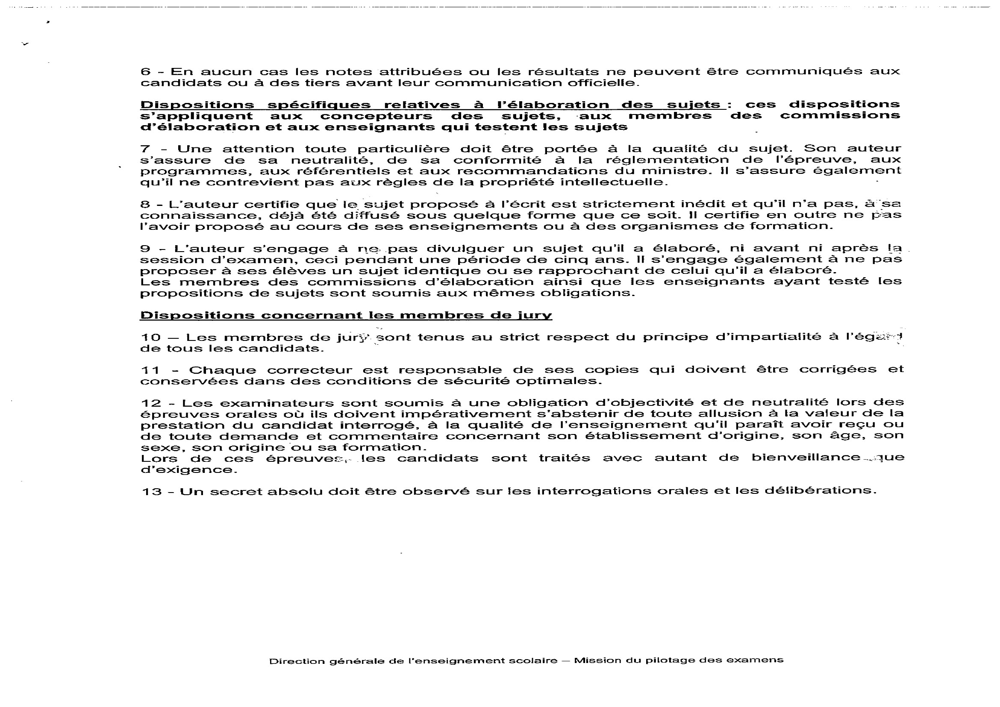 6 - En aucun cas les notes attribuées ou les résultats ne peuvent être communiqués aux
candidats ou à des tiers avant leur communication officielle.
Dispositions spécifiques relatives à l'élaboration des sujets : ces dispositions
s'appliquent aux concepteurs des sujets, aux membres des commissions
d'élaboration et aux enseignants qui testent les sujets
7 - Une attention toute particulière doit être portée à la qualité du sujet. Son auteur
s'assure de sa neutralité, de sa conformité à la réglementation de l'épreuve, aux
programmes, aux référentiels et aux recommandations du ministre. Il s'assure également
qu'il ne contrevient pas aux règles de la propriété intellectuelle.
8 - L'auteur certifie que le sujet proposé à l'écrit est strictement inédit et qu'il n'a pas, à sa
connaissance, déjà été diffusé sous quelque forme que ce soit. Il certifie en outre ne pas
l'avoir proposé au cours de ses enseignements ou à des organismes de formation.
9 - L'auteur s'engage à ne pas divulguer un sujet qu'il a élaboré, ni avant ni après la
session d'examen, ceci pendant une période de cinq ans. Il s'engage également à ne pas
proposer à ses élèves un sujet identique ou se rapprochant de celui qu'il a élaboré.
Les membres des commissions d'élaboration ainsi que les enseignants ayant testé les
propositions de sujets sont soumis aux mêmes obligations.
Dispositions concernant les membres de jury
10 – Les membres de jury sont tenus au strict respect du principe d'impartialité à l'égard
de tous les candidats.
11 - Chaque correcteur est responsable de ses copies qui doivent être corrigées et
conservées dans des conditions de sécurité optimales.
12 - Les examinateurs sont soumis à une obligation d'objectivité et de neutralité lors des
épreuves orales où ils doivent impérativement s'abstenir de toute allusion à la valeur de la
prestation du candidat interrogé, à la qualité de l'enseignement qu'il paraît avoir reçu ou
de toute demande et commentaire concernant son établissement d'origine, son âge, son
sexe, son origine ou sa formation.
Lors de ces épreuves, les candidats sont traités avec autant de bienveillance que
d'exigence.
13 - Un secret absolu doit être observé sur les interrogations orales et les délibérations.
Direction générale de l'enseignement scolaire – Mission du pilotage des examens